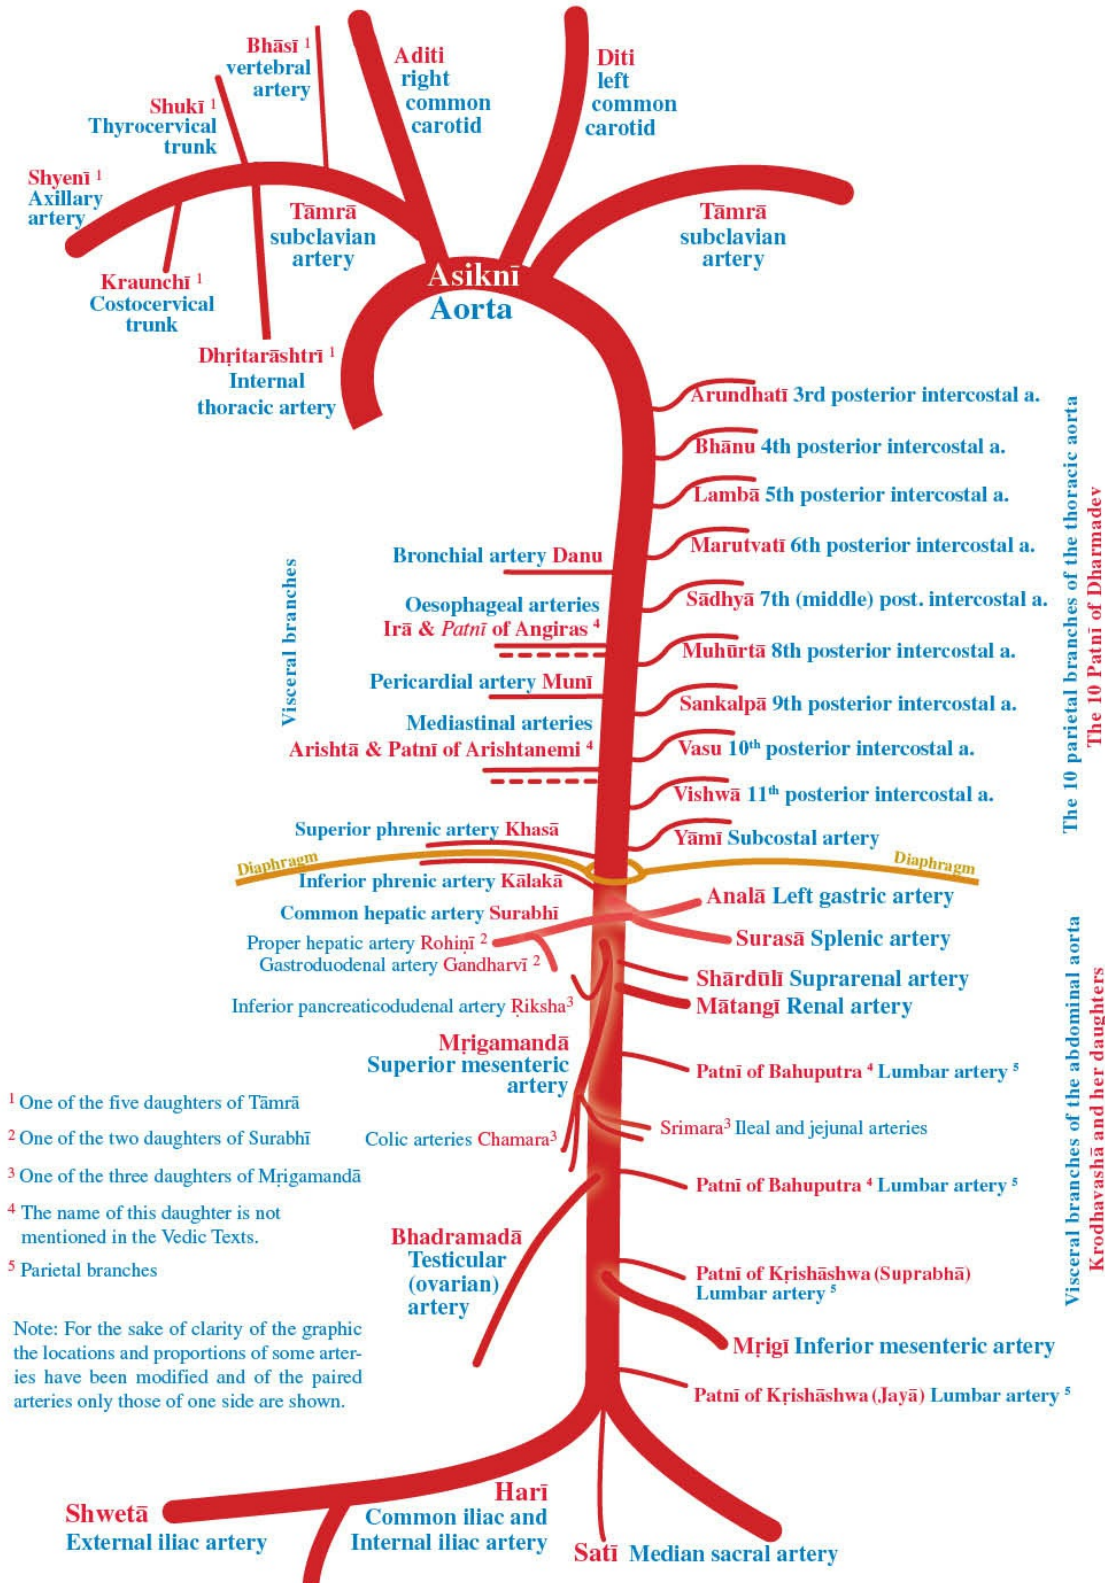 Bhāsī ¹
vertebral
artery
Aditi
right
common
carotid
Diti
left
common
carotid
Shukī ¹
Thyrocervical
trunk
Shyenī ¹
Axillary
artery
Tāmrā
subclavian
artery
Tāmrā
subclavian
artery
Kraunchī ¹
Costocervical
trunk
Asiknī
Aorta
Dhṛitarāshtrī ¹
Internal
thoracic artery
Arundhatī 3rd posterior intercostal a.
Bhānu 4th posterior intercostal a.
Lambā 5th posterior intercostal a.
Marutvatī 6th posterior intercostal a.
Sādhyā 7th (middle) post. intercostal a.
Muhūrtā 8th posterior intercostal a.
Sankalpā 9th posterior intercostal a.
Vasu 10th posterior intercostal a.
Vishwā 11th posterior intercostal a.
Yāmī Subcostal artery
The 10 parietal branches of the thoracic aorta
The 10 Patnī of Dharmadev
Visceral branches
Bronchial artery Danu
Oesophageal arteries
Irā & Patnī of Angiras ⁴
Pericardial artery Munī
Mediastinal arteries
Arishtā & Patnī of Arishtanemi ⁴
Superior phrenic artery Khasā
Diaphragm
Diaphragm
Inferior phrenic artery Kālakā
Common hepatic artery Surabhī
Proper hepatic artery Rohiṇī ²
Gastroduodenal artery Gandharvī ²
Inferior pancreaticodudenal artery Ṛiksha³
Mṛigamandā
Superior mesenteric
artery
Colic arteries Chamara³
Bhadramadā
Testicular
(ovarian)
artery
Analā Left gastric artery
Surasā Splenic artery
Shārdūlī Suprarenal artery
Mātangī Renal artery
Patnī of Bahuputra ⁴ Lumbar artery ⁵
Srimara³ Ileal and jejunal arteries
Patnī of Bahuputra ⁴ Lumbar artery ⁵
Patnī of Kṛishāshwa (Suprabhā)
Lumbar artery ⁵
Mṛigī Inferior mesenteric artery
Patnī of Kṛishāshwa (Jayā) Lumbar artery ⁵
Visceral branches of the abdominal aorta
Krodhavashā and her daughters
¹ One of the five daughters of Tāmrā
² One of the two daughters of Surabhī
³ One of the three daughters of Mṛigamandā
⁴ The name of this daughter is not
mentioned in the Vedic Texts.
⁵ Parietal branches
Note: For the sake of clarity of the graphic
the locations and proportions of some arter-
ies have been modified and of the paired
arteries only those of one side are shown.
Shwetā
External iliac artery
Harī
Common iliac and
Internal iliac artery
Satī Median sacral artery